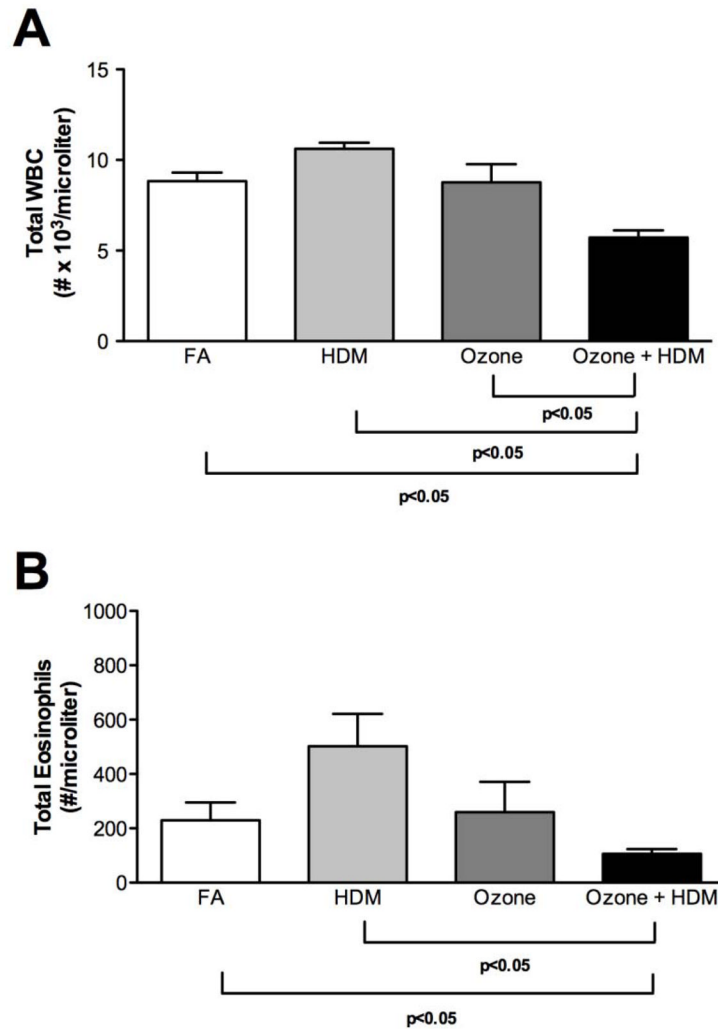 A
Total WBC
(# x 10³/microliter)
15
10
5
0
FA HDM Ozone Ozone + HDM
p<0.05
p<0.05
p<0.05
B
Total Eosinophils
(#/microliter)
1000
800
600
400
200
0
FA HDM Ozone Ozone + HDM
p<0.05
p<0.05